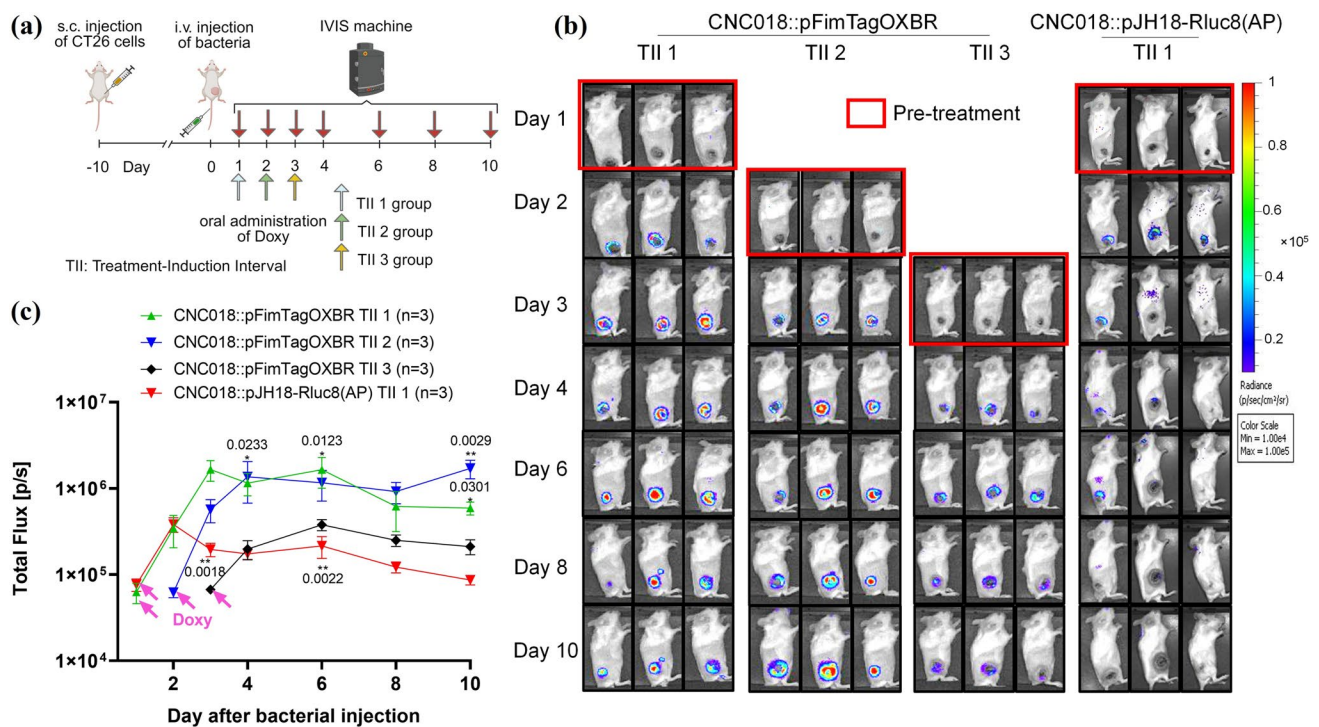 (a)
s.c. injection
of CT26 cells
i.v. injection
of bacteria
IVIS machine
-10 Day 0 1 2 3 4 6 8 10
oral administration
of Doxy
TII 1 group
TII 2 group
TII 3 group
TII: Treatment-Induction Interval
(b)
CNC018::pFimTagOXBR
CNC018::pJH18-Rluc8(AP)
TII 1 TII 2 TII 3 TII 1
Pre-treatment
Day 1
Day 2
Day 3
Day 4
Day 6
Day 8
Day 10
1
0.8
0.6
×10⁵
0.4
0.2
Radiance
(p/sec/cm²/sr)
Color Scale
Min = 1.00e4
Max = 1.00e5
(c)
CNC018::pFimTagOXBR TII 1 (n=3)
CNC018::pFimTagOXBR TII 2 (n=3)
CNC018::pFimTagOXBR TII 3 (n=3)
CNC018::pJH18-Rluc8(AP) TII 1 (n=3)
Total Flux [p/s]
1×10⁷
1×10⁶
1×10⁵
1×10⁴
0.0233
*
0.0123
*
0.0029
**
0.0301
*
**
0.0018
**
0.0022
Doxy
2 4 6 8 10
Day after bacterial injection